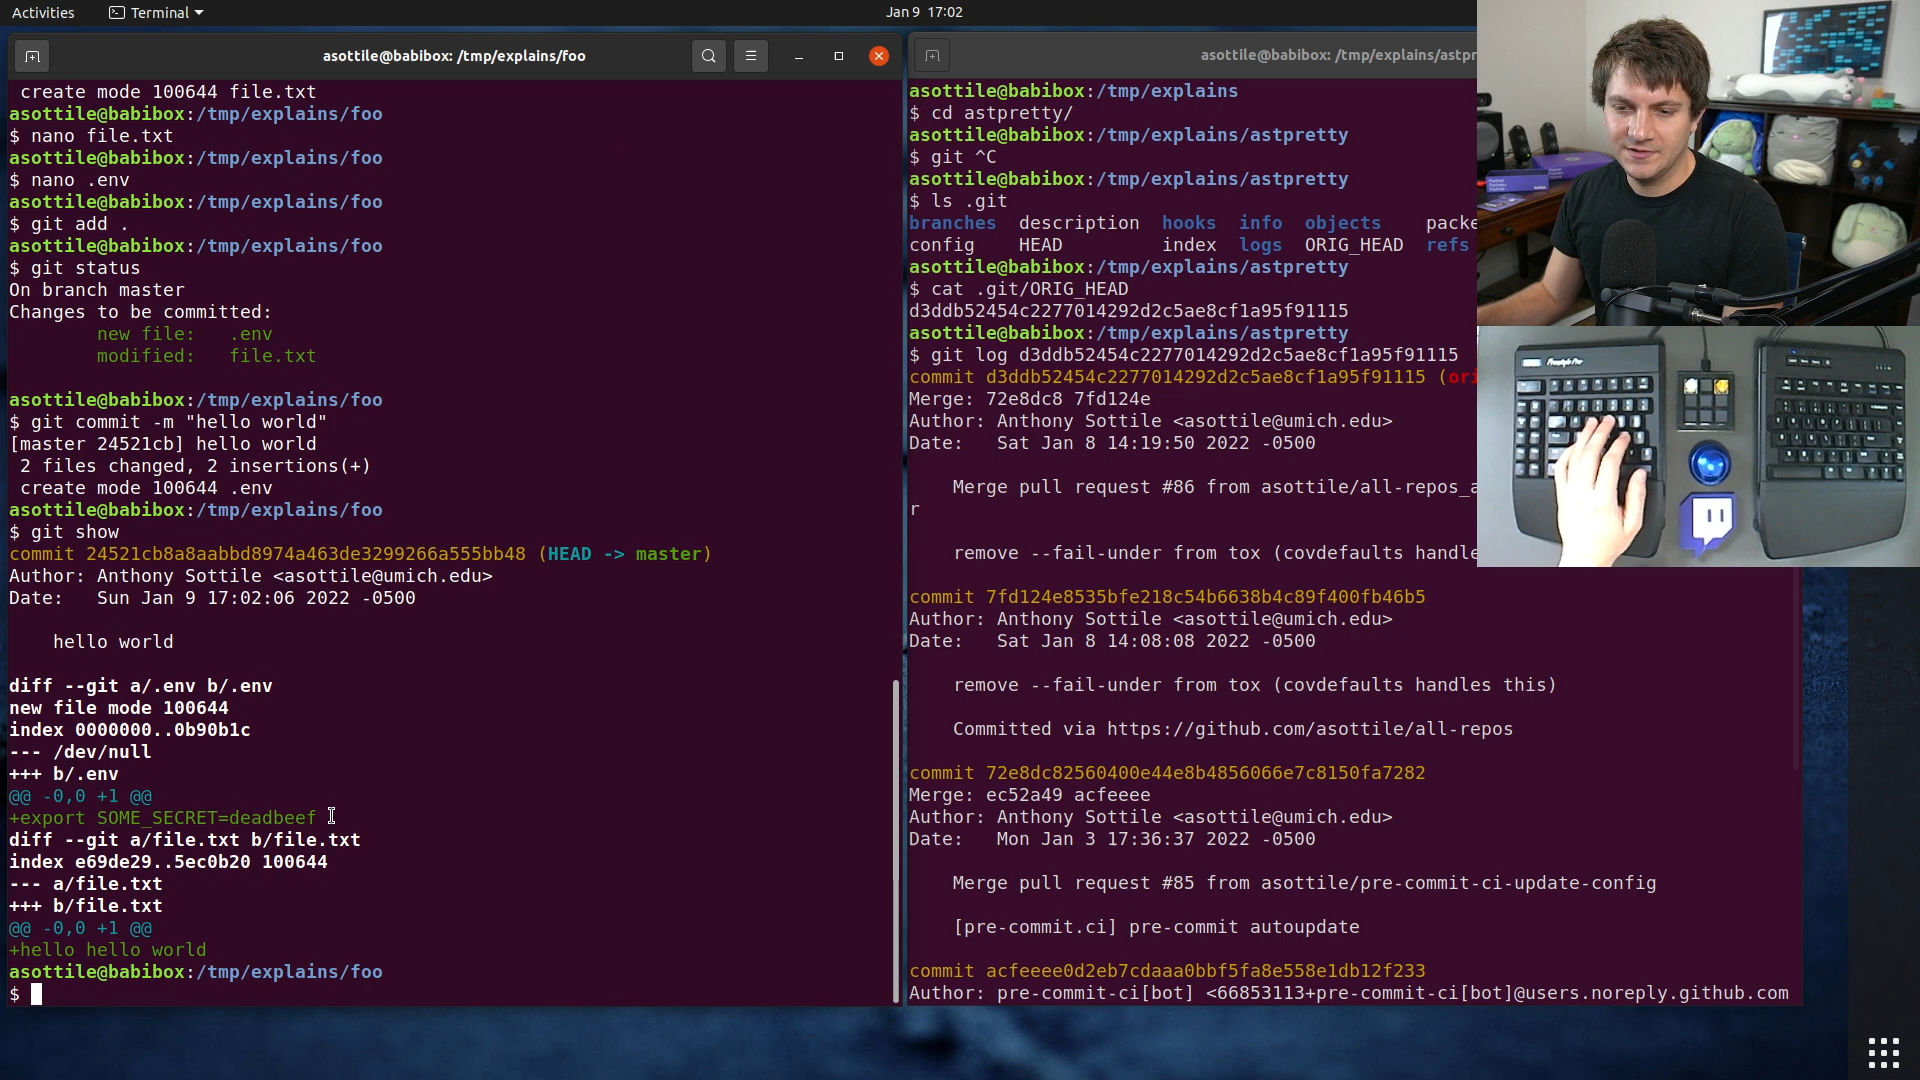 Activities
Terminal
Jan 9 17:02
asottile@babibox: /tmp/explains/foo
create mode 100644 file.txt
asottile@babibox:/tmp/explains/foo
$ nano file.txt
asottile@babibox:/tmp/explains/foo
$ nano .env
asottile@babibox:/tmp/explains/foo
$ git add .
asottile@babibox:/tmp/explains/foo
$ git status
On branch master
Changes to be committed:
new file:   .env
modified:   file.txt
asottile@babibox:/tmp/explains/foo
$ git commit -m "hello world"
[master 24521cb] hello world
2 files changed, 2 insertions(+)
create mode 100644 .env
asottile@babibox:/tmp/explains/foo
$ git show
commit 24521cb8a8aabbd8974a463de3299266a555bb48 (HEAD -> master)
Author: Anthony Sottile <asottile@umich.edu>
Date:   Sun Jan 9 17:02:06 2022 -0500
hello world
diff --git a/.env b/.env
new file mode 100644
index 0000000..0b90b1c
--- /dev/null
+++ b/.env
@@ -0,0 +1 @@
+export SOME_SECRET=deadbeef
diff --git a/file.txt b/file.txt
index e69de29..5ec0b20 100644
--- a/file.txt
+++ b/file.txt
@@ -0,0 +1 @@
+hello hello world
asottile@babibox:/tmp/explains/foo
$
asottile@babibox: /tmp/explains/astpr
asottile@babibox:/tmp/explains
$ cd astpretty/
asottile@babibox:/tmp/explains/astpretty
$ git ^C
asottile@babibox:/tmp/explains/astpretty
$ ls .git
branches  description  hooks  info  objects  packe
config    HEAD         index  logs  ORIG_HEAD  refs
asottile@babibox:/tmp/explains/astpretty
$ cat .git/ORIG_HEAD
d3ddb52454c2277014292d2c5ae8cf1a95f91115
asottile@babibox:/tmp/explains/astpretty
$ git log d3ddb52454c2277014292d2c5ae8cf1a95f91115
commit d3ddb52454c2277014292d2c5ae8cf1a95f91115 (ori
Merge: 72e8dc8 7fd124e
Author: Anthony Sottile <asottile@umich.edu>
Date:   Sat Jan 8 14:19:50 2022 -0500
Merge pull request #86 from asottile/all-repos_a
r
remove --fail-under from tox (covdefaults handle
commit 7fd124e8535bfe218c54b6638b4c89f400fb46b5
Author: Anthony Sottile <asottile@umich.edu>
Date:   Sat Jan 8 14:08:08 2022 -0500
remove --fail-under from tox (covdefaults handles this)
Committed via https://github.com/asottile/all-repos
commit 72e8dc82560400e44e8b4856066e7c8150fa7282
Merge: ec52a49 acfeeee
Author: Anthony Sottile <asottile@umich.edu>
Date:   Mon Jan 3 17:36:37 2022 -0500
Merge pull request #85 from asottile/pre-commit-ci-update-config
[pre-commit.ci] pre-commit autoupdate
commit acfeeee0d2eb7cdaaa0bbf5fa8e558e1db12f233
Author: pre-commit-ci[bot] <66853113+pre-commit-ci[bot]@users.noreply.github.com
Freestyle Pro